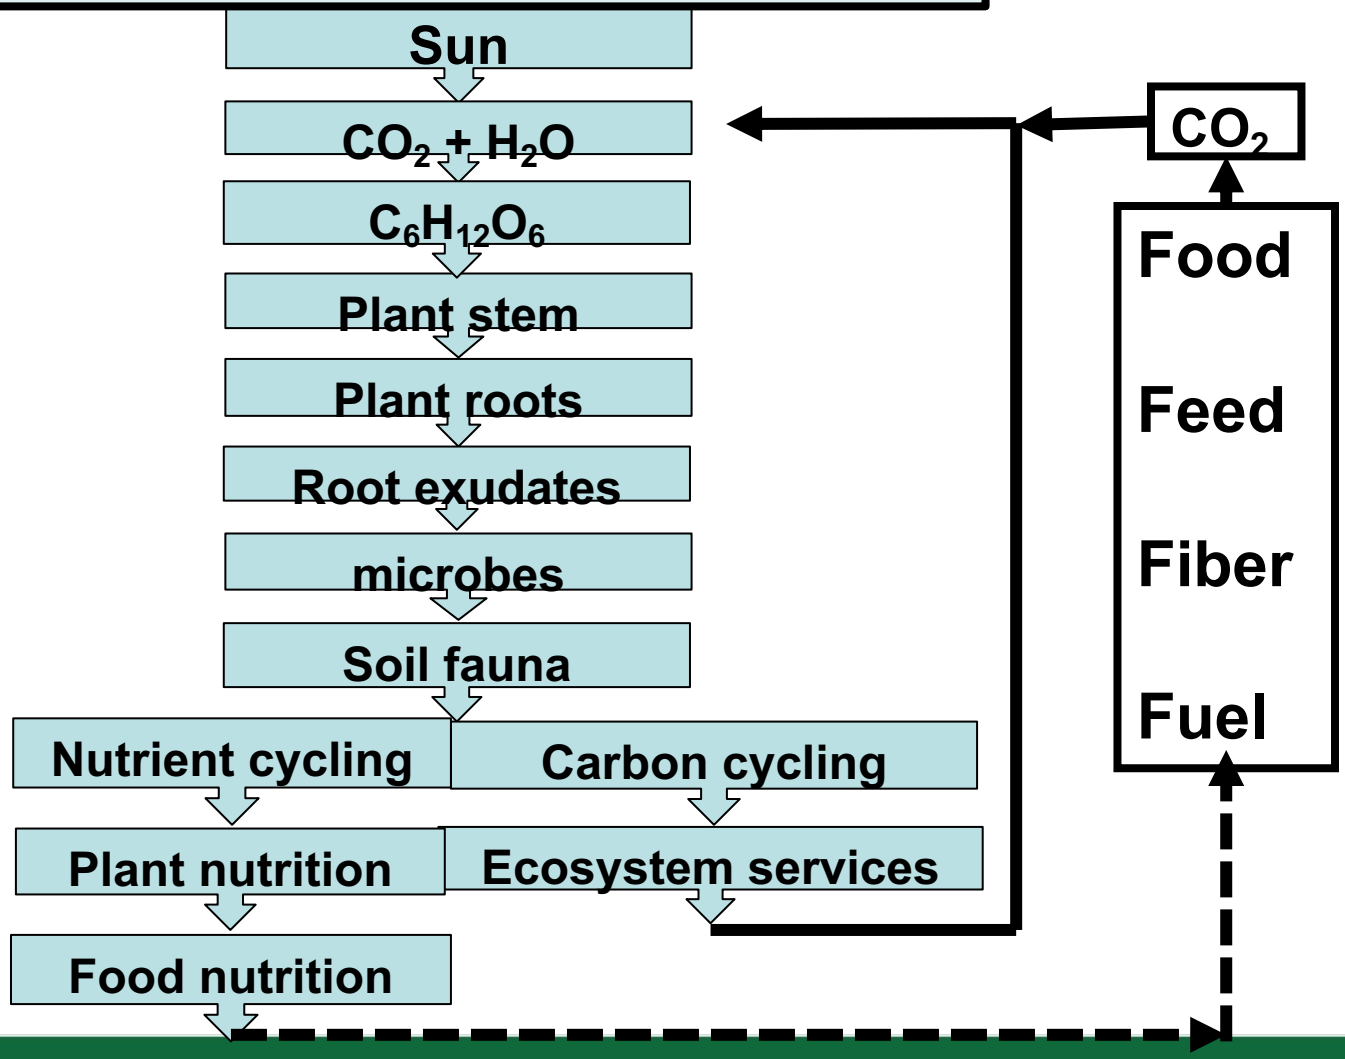 Sun
CO₂ + H₂O
C₆H₁₂O₆
Plant stem
Plant roots
Root exudates
microbes
Soil fauna
Nutrient cycling
Carbon cycling
Plant nutrition
Ecosystem services
Food nutrition
CO₂
Food
Feed
Fiber
Fuel